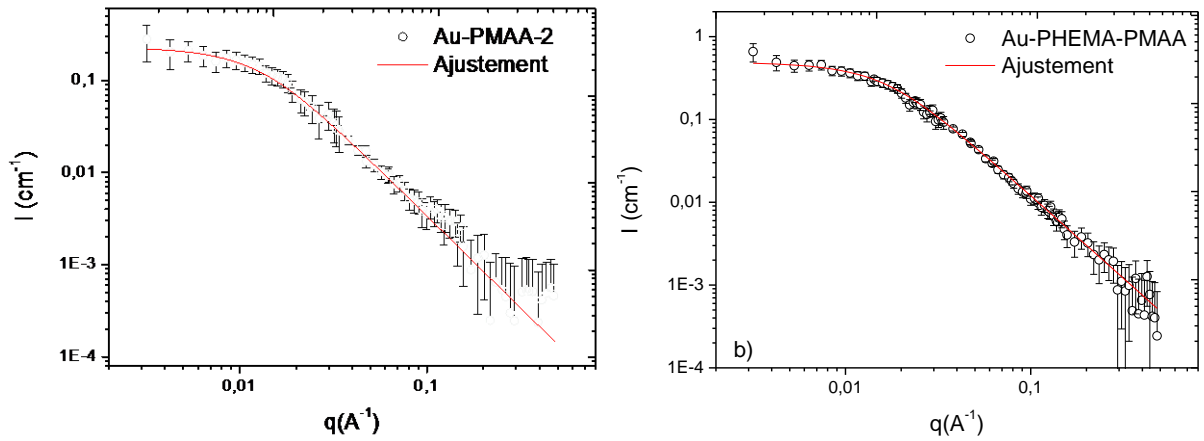 Au-PMAA-2
Ajustement
0,1
0,01
1E-3
1E-4
I (cm⁻¹)
0,01
0,1
q(A⁻¹)
Au-PHEMA-PMAA
Ajustement
1
0,1
0,01
1E-3
1E-4
I (cm⁻¹)
b)
0,01
0,1
q(A⁻¹)